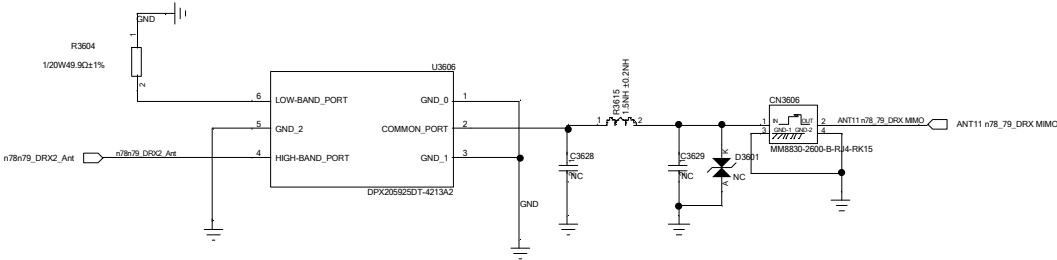 GND
1
R3604
1/20W49.9Ω±1%
2
U3606
6 LOW-BAND_PORT GND_0 1
5 GND_2 COMMON_PORT 2
4 HIGH-BAND_PORT GND_1 3
n78n79_DRX2_Ant
n78n79_DRX2_Ant
DPX205925DT-4213A2
GND
1 R3615 2
1.5NH ±0.2NH
C3628
NC
C3629
NC
K
D3601
A
NC
CN3606
1 IN OUT 2
3 GND-1 GND-2 4
MM8830-2600-B-RJ4-RK15
ANT11 n78_79_DRX MIMO
ANT11 n78_79_DRX MIMO